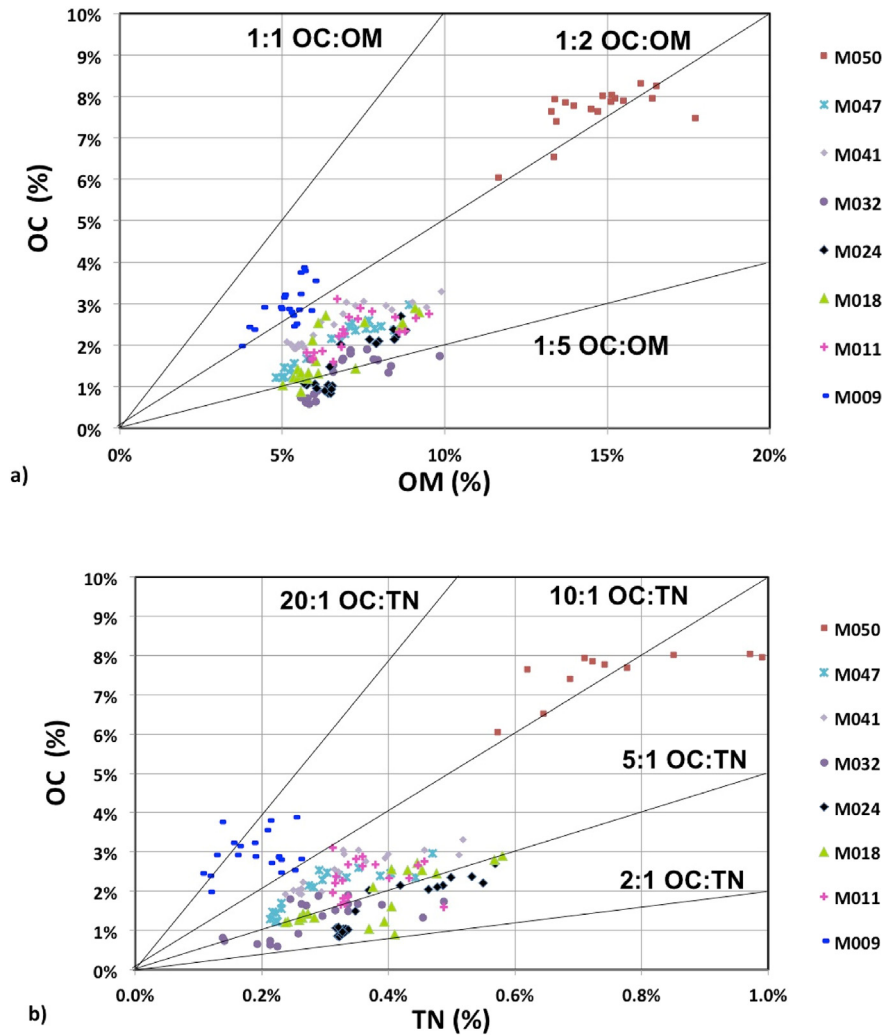 10%
1:1 OC:OM
1:2 OC:OM
9%
8%
7%
6%
5%
4%
3%
2%
1%
0%
OC (%)
1:5 OC:OM
0%
5%
10%
15%
20%
a)
OM (%)
M050
M047
M041
M032
M024
M018
M011
M009
10%
20:1 OC:TN
10:1 OC:TN
9%
8%
7%
6%
5%
4%
3%
2%
1%
0%
OC (%)
5:1 OC:TN
2:1 OC:TN
0.0%
0.2%
0.4%
0.6%
0.8%
1.0%
b)
TN (%)
M050
M047
M041
M032
M024
M018
M011
M009